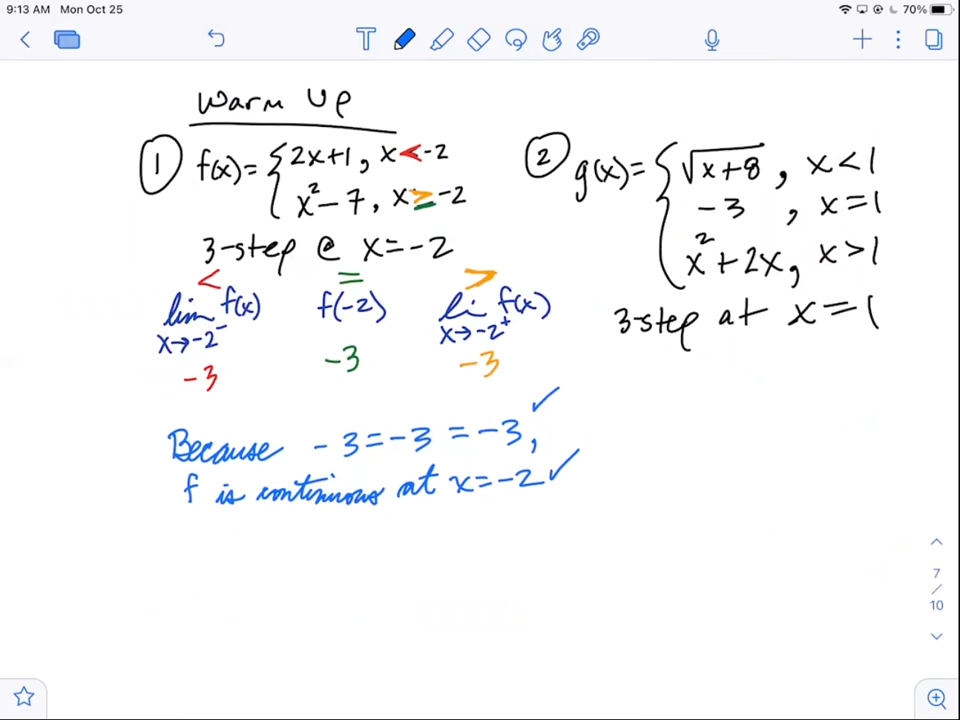 9:13 AM Mon Oct 25
70%
T
Warm Up
① f(x)= { 2x+1, x<-2
x²-7, x≥-2
3-step @ x=-2
< = >
lim f(x) f(-2) li f(x)
x→-2⁻ x→-2⁺
-3 -3 -3
Because -3=-3=-3, ✓
f is continuous at x=-2 ✓
② g(x)= { √x+8, x<1
-3, x=1
x²+2x, x>1
3-step at x=1
7
/
10